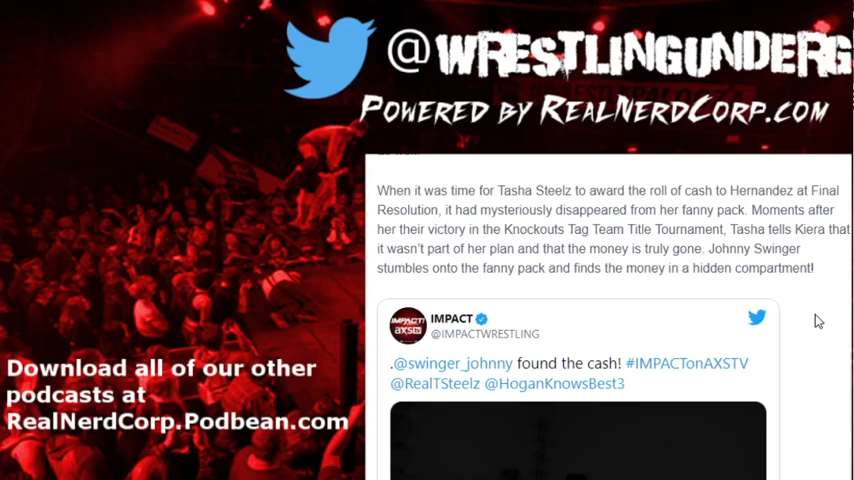 @WRESTLINGUNDERG
POWERED BY REALNERDCORP.COM
When it was time for Tasha Steelz to award the roll of cash to Hernandez at Final
Resolution, it had mysteriously disappeared from her fanny pack. Moments after
her their victory in the Knockouts Tag Team Title Tournament, Tasha tells Kiera that
it wasn't part of her plan and that the money is truly gone. Johnny Swinger
stumbles onto the fanny pack and finds the money in a hidden compartment!
IMPACT
@IMPACTWRESTLING
IMPACT!
axstv
.@swinger_johnny found the cash! #IMPACTonAXSTV
@RealTSteelz @HoganKnowsBest3
Download all of our other
podcasts at
RealNerdCorp.Podbean.com